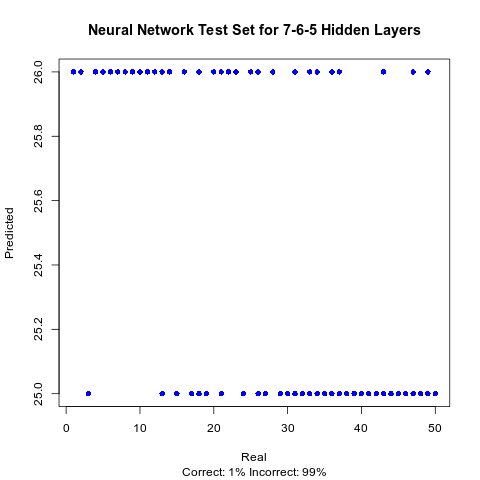 Neural Network Test Set for 7-6-5 Hidden Layers
26.0
25.8
25.6
25.4
25.2
25.0
Predicted
0 10 20 30 40 50
Real
Correct: 1% Incorrect: 99%